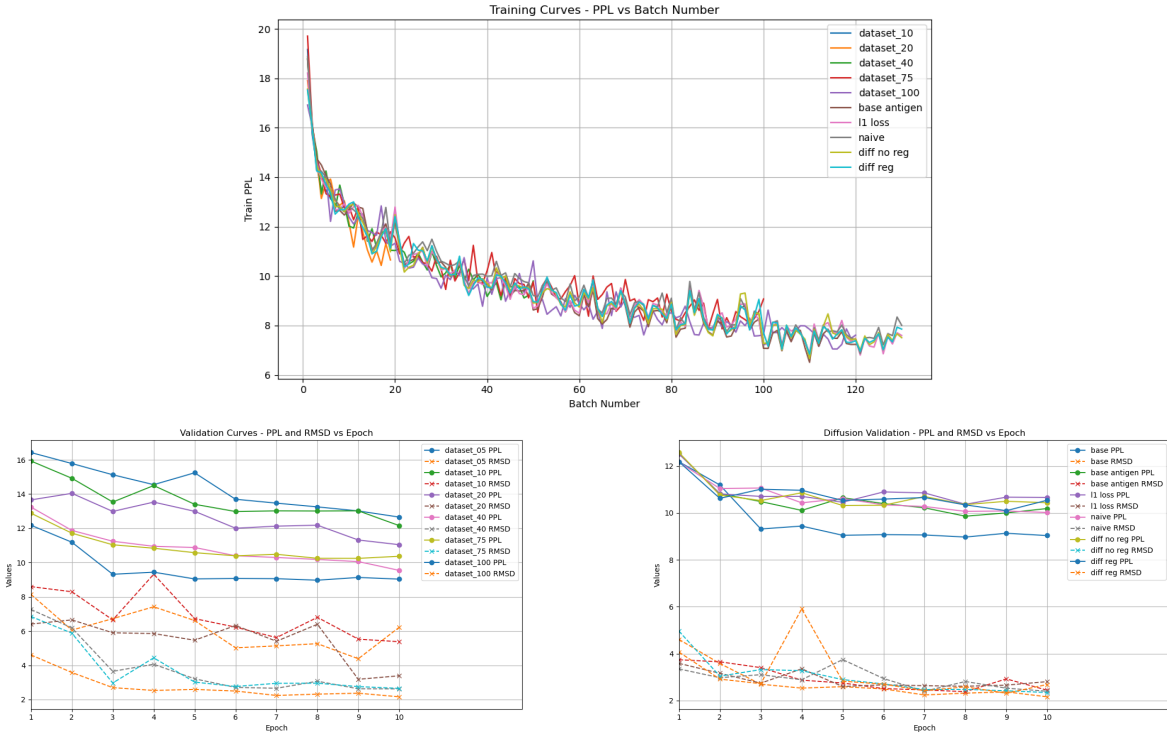 Training Curves - PPL vs Batch Number
20
18
16
14
12
10
8
6
Train PPL
0
20
40
60
80
100
120
Batch Number
dataset_10
dataset_20
dataset_40
dataset_75
dataset_100
base antigen
l1 loss
naive
diff no reg
diff reg
Validation Curves - PPL and RMSD vs Epoch
16
14
12
10
8
6
4
2
Values
1
2
3
4
5
6
7
8
9
10
Epoch
dataset_05 PPL
dataset_05 RMSD
dataset_10 PPL
dataset_10 RMSD
dataset_20 PPL
dataset_20 RMSD
dataset_40 PPL
dataset_40 RMSD
dataset_75 PPL
dataset_75 RMSD
dataset_100 PPL
dataset_100 RMSD
Diffusion Validation - PPL and RMSD vs Epoch
12
10
8
6
4
2
Values
1
2
3
4
5
6
7
8
9
10
Epoch
base PPL
base RMSD
base antigen PPL
base antigen RMSD
l1 loss PPL
l1 loss RMSD
naive PPL
naive RMSD
diff no reg PPL
diff no reg RMSD
diff reg PPL
diff reg RMSD